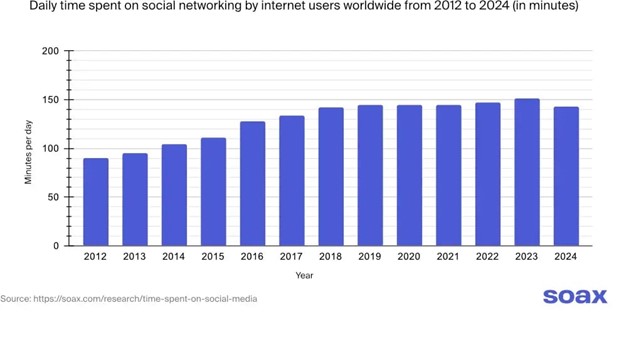 Daily time spent on social networking by internet users worldwide from 2012 to 2024 (in minutes)
200
150
100
50
0
Minutes per day
2012 2013 2014 2015 2016 2017 2018 2019 2020 2021 2022 2023 2024
Year
Source: https://soax.com/research/time-spent-on-social-media
soax